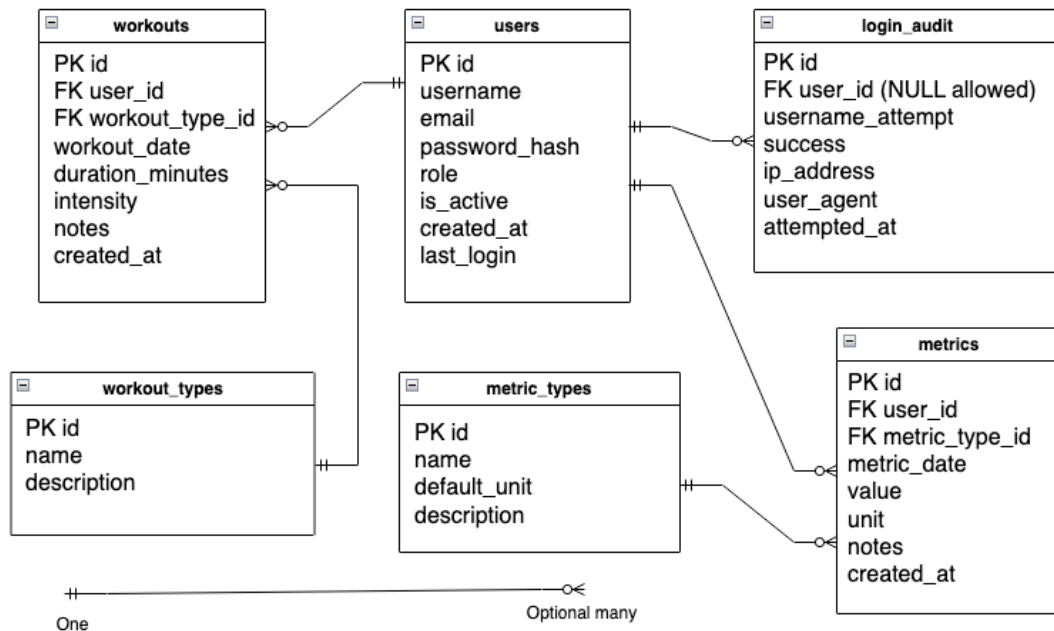 workouts
PK id
FK user_id
FK workout_type_id
workout_date
duration_minutes
intensity
notes
created_at
users
PK id
username
email
password_hash
role
is_active
created_at
last_login
login_audit
PK id
FK user_id (NULL allowed)
username_attempt
success
ip_address
user_agent
attempted_at
workout_types
PK id
name
description
metric_types
PK id
name
default_unit
description
metrics
PK id
FK user_id
FK metric_type_id
metric_date
value
unit
notes
created_at
One
Optional many